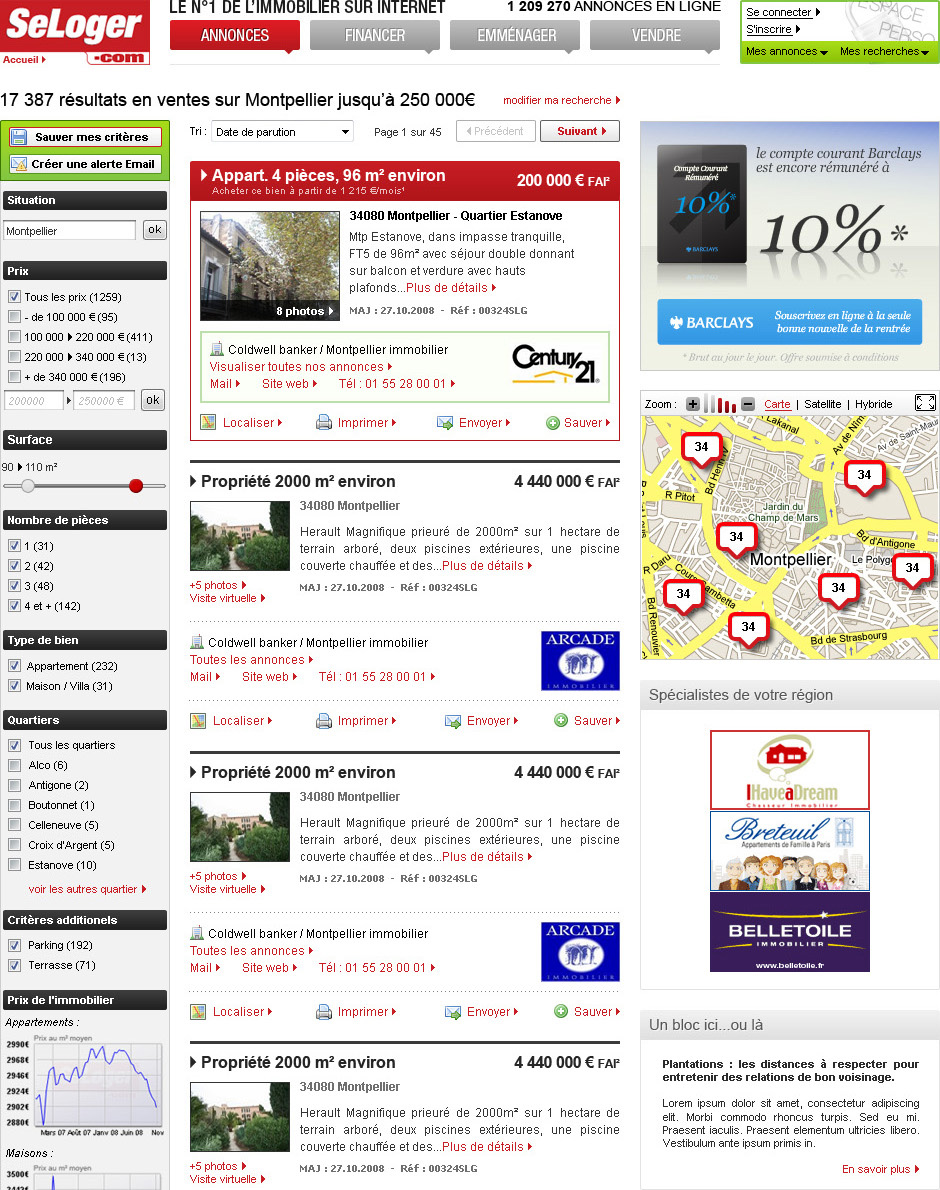 SeLoger
.com
Accueil
LE N°1 DE L'IMMOBILIER SUR INTERNET
1 209 270 ANNONCES EN LIGNE
ANNONCES
FINANCER
EMMÉNAGER
VENDRE
Se connecter
S'inscrire
ESPACE
PERSO
Mes annonces
Mes recherches
17 387 résultats en ventes sur Montpellier jusqu'à 250 000€
modifier ma recherche
Sauver mes critères
Créer une alerte Email
Situation
Montpellier
ok
Prix
Tous les prix (1259)
- de 100 000 € (95)
100 000 220 000 € (411)
220 000 340 000 € (13)
+ de 340 000 € (196)
200000
250000 €
ok
Surface
90 110 m²
Nombre de pièces
1 (31)
2 (42)
3 (48)
4 et + (142)
Type de bien
Appartement (232)
Maison / Villa (31)
Quartiers
Tous les quartiers
Alco (6)
Antigone (2)
Boutonnet (1)
Celleneuve (5)
Croix d'Argent (5)
Estanove (10)
voir les autres quartier
Critères additionels
Parking (192)
Terrasse (71)
Prix de l'immobilier
Appartements :
Prix au m² moyen
2990€
2968€
2946€
2924€
2902€
2880€
Mars 07 Août 07 Janv 08 Juin 08 Nov
Maisons :
Prix au m² moyen
3500€
Tri :
Date de parution
Page 1 sur 45
Précédent
Suivant
Appart. 4 pièces, 96 m² environ
200 000 € FAI²
Acheter ce bien à partir de 1 215 €/mois¹
34080 Montpellier - Quartier Estanove
Mtp Estanove, dans impasse tranquille,
FT5 de 96m² avec séjour double donnant
sur balcon et verdure avec hauts
plafonds...Plus de détails
8 photos
MAJ : 27.10.2008 - Réf : 00324SLG
Coldwell banker / Montpellier immobilier
Visualiser toutes nos annonces
Mail
Site web
Tél : 01 55 28 00 01
Century 21
Localiser
Imprimer
Envoyer
Sauver
Propriété 2000 m² environ
4 440 000 € FAI²
34080 Montpellier
Herault Magnifique prieuré de 2000m² sur 1 hectare de
terrain arboré, deux piscines extérieures, une piscine
couverte chauffée et des...Plus de détails
+5 photos
Visite virtuelle
MAJ : 27.10.2008 - Réf : 00324SLG
Coldwell banker / Montpellier immobilier
Toutes les annonces
Mail
Site web
Tél : 01 55 28 00 01
ARCADE
IMMOBILIER
Localiser
Imprimer
Envoyer
Sauver
Propriété 2000 m² environ
4 440 000 € FAI²
34080 Montpellier
Herault Magnifique prieuré de 2000m² sur 1 hectare de
terrain arboré, deux piscines extérieures, une piscine
couverte chauffée et des...Plus de détails
+5 photos
Visite virtuelle
MAJ : 27.10.2008 - Réf : 00324SLG
Coldwell banker / Montpellier immobilier
Toutes les annonces
Mail
Site web
Tél : 01 55 28 00 01
ARCADE
IMMOBILIER
Localiser
Imprimer
Envoyer
Sauver
Propriété 2000 m² environ
4 440 000 € FAI²
34080 Montpellier
Herault Magnifique prieuré de 2000m² sur 1 hectare de
terrain arboré, deux piscines extérieures, une piscine
couverte chauffée et des...Plus de détails
+5 photos
Visite virtuelle
MAJ : 27.10.2008 - Réf : 00324SLG
Compte Courant
Rémunéré
10%*
BARCLAYS
le compte courant Barclays
est encore rémunéré à
10%*
BARCLAYS
Souscrivez en ligne à la seule
bonne nouvelle de la rentrée
* Brut au jour le jour. Offre soumise à conditions
Zoom :
Carte | Satellite | Hybride
Lakanal
Av de Nîm
Av de Saint-Maur
34
Bd Henri IV
34
R Pitot
Jardin du
Champ de Mars
34
Bd d'Antigone
Montpellier
Le Polyg
34
R Daru
Cours Gambetta
34
34
34
Bd Renouvier
Bd de Strasbourg
Spécialistes de votre région
IHaveaDream
Chasseur Immobilier
Breteuil
Appartements de Famille à Paris
BELLETOILE
IMMOBILIER
www.belletoile.fr
Un bloc ici...ou là
Plantations : les distances à respecter pour
entretenir des relations de bon voisinage.
Lorem ipsum dolor sit amet, consectetur adipiscing
elit. Morbi commodo rhoncus turpis. Sed eu mi.
Praesent iaculis. Praesent elementum ultricies libero.
Vestibulum ante ipsum primis in.
En savoir plus